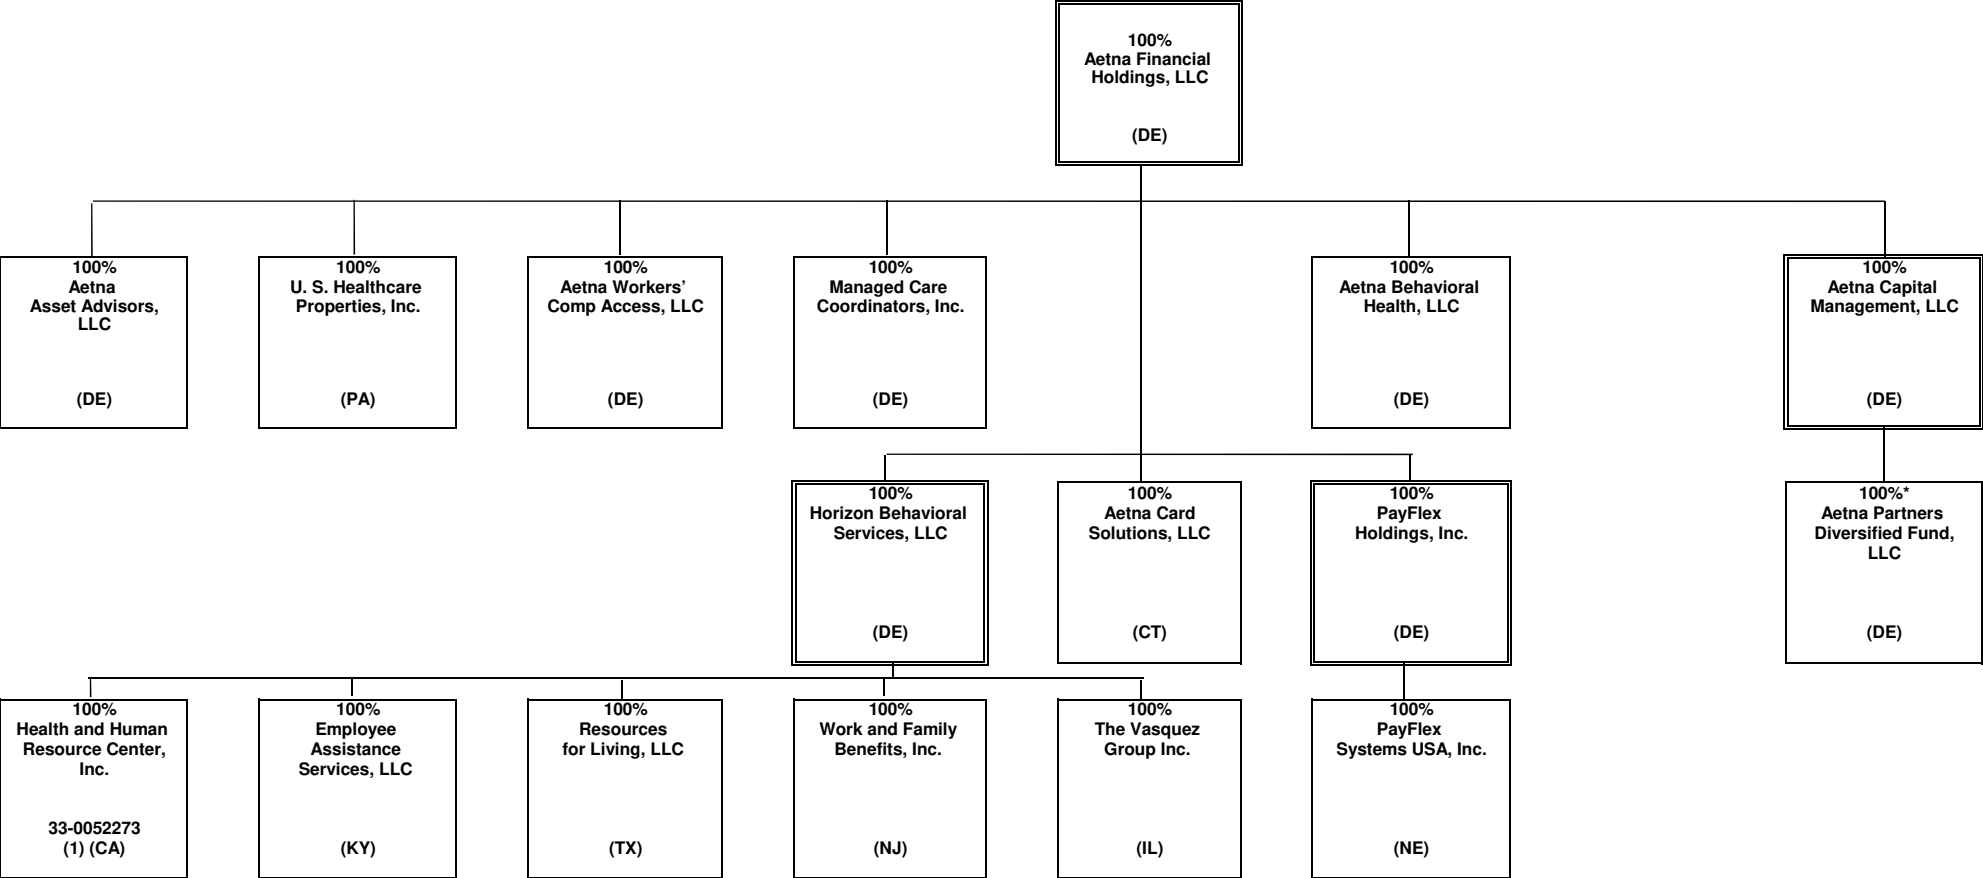 100%
Aetna Financial
Holdings, LLC
(DE)
100%
Aetna
Asset Advisors,
LLC
(DE)
100%
U. S. Healthcare
Properties, Inc.
(PA)
100%
Aetna Workers’
Comp Access, LLC
(DE)
100%
Managed Care
Coordinators, Inc.
(DE)
100%
Aetna Behavioral
Health, LLC
(DE)
100%
Aetna Capital
Management, LLC
(DE)
100%
Horizon Behavioral
Services, LLC
(DE)
100%
Aetna Card
Solutions, LLC
(CT)
100%
PayFlex
Holdings, Inc.
(DE)
100%*
Aetna Partners
Diversified Fund,
LLC
(DE)
100%
Health and Human
Resource Center,
Inc.
33-0052273
(1) (CA)
100%
Employee
Assistance
Services, LLC
(KY)
100%
Resources
for Living, LLC
(TX)
100%
Work and Family
Benefits, Inc.
(NJ)
100%
The Vasquez
Group Inc.
(IL)
100%
PayFlex
Systems USA, Inc.
(NE)